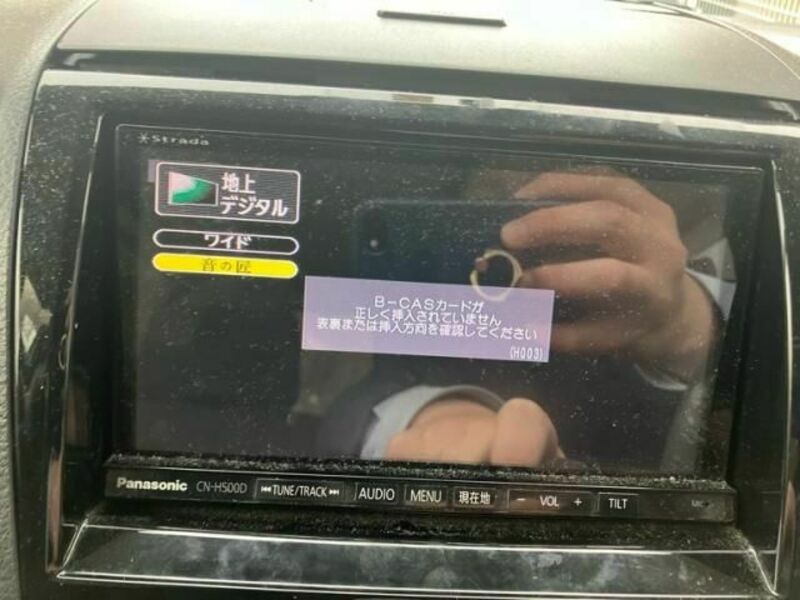 Strada
地上
デジタル
ワイド
音の匠
B-CASカードが
正しく挿入されていません
表裏または挿入方向を確認してください
(H003)
Panasonic CN-H500D TUNE/TRACK AUDIO MENU 現在地 - VOL + TILT